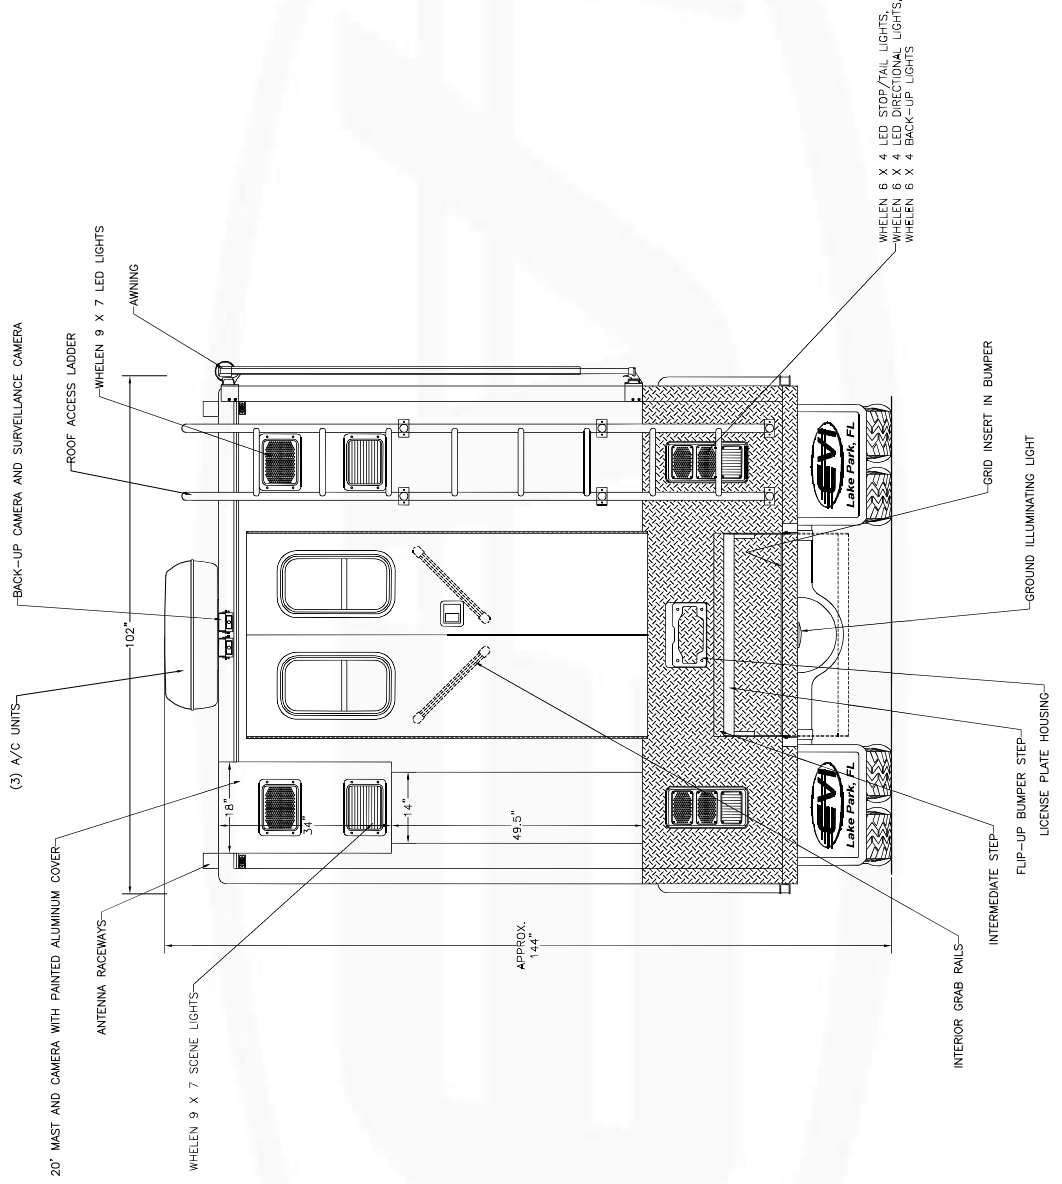 (3) A/C UNITS
BACK-UP CAMERA AND SURVEILLANCE CAMERA
20' MAST AND CAMERA WITH PAINTED ALUMINUM COVER
ROOF ACCESS LADDER
ANTENNA RACEWAYS
WHELEN 9 X 7 LED LIGHTS
AWNING
WHELEN 9 X 7 SCENE LIGHTS
102"
18"
34"
14"
49.5"
APPROX.
144"
WHELEN 6 X 4 LED STOP/TAIL LIGHTS,
WHELEN 6 X 4 LED DIRECTIONAL LIGHTS,
WHELEN 6 X 4 BACK-UP LIGHTS
Lake Park, FL
Lake Park, FL
INTERIOR GRAB RAILS
INTERMEDIATE STEP
GRID INSERT IN BUMPER
FLIP-UP BUMPER STEP
GROUND ILLUMINATING LIGHT
LICENSE PLATE HOUSING